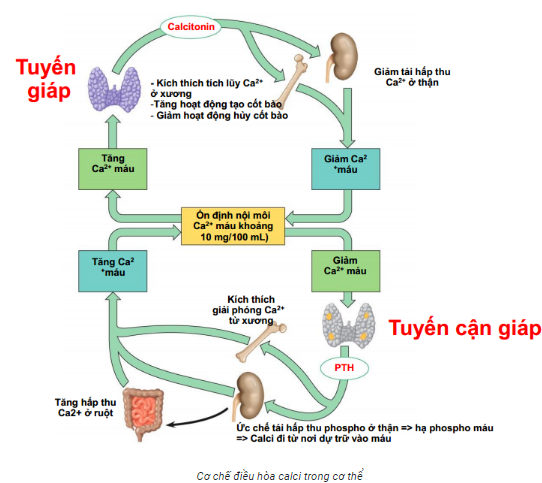 Calcitonin
Tuyến
giáp
- Kích thích tích lũy Ca²⁺
ở xương
-Tăng hoạt động tạo cốt bào
- Giảm hoạt động hủy cốt bào
Giảm tái hấp thu
Ca²⁺ ở thận
Tăng
Ca²⁺ máu
Giảm Ca²
⁺máu
Ổn định nội môi
Ca²⁺ máu khoảng
10 mg/100 mL)
Tăng Ca²
⁺máu
Giảm
Ca²⁺ máu
Kích thích
giải phóng Ca²⁺
từ xương
Tuyến cận giáp
PTH
Tăng hấp thu
Ca2+ ở ruột
Ức chế tái hấp thu phospho ở thận => hạ phospho máu
=> Calci đi từ nơi dự trữ vào máu
Cơ chế điều hòa calci trong cơ thể